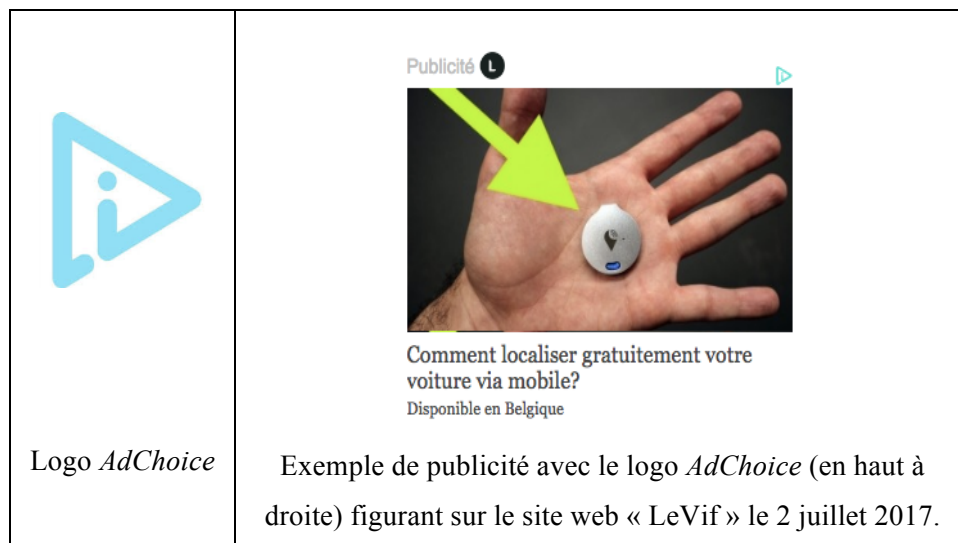 Publicité L
Comment localiser gratuitement votre
voiture via mobile?
Disponible en Belgique
Logo AdChoice
Exemple de publicité avec le logo AdChoice (en haut à
droite) figurant sur le site web « LeVif » le 2 juillet 2017.